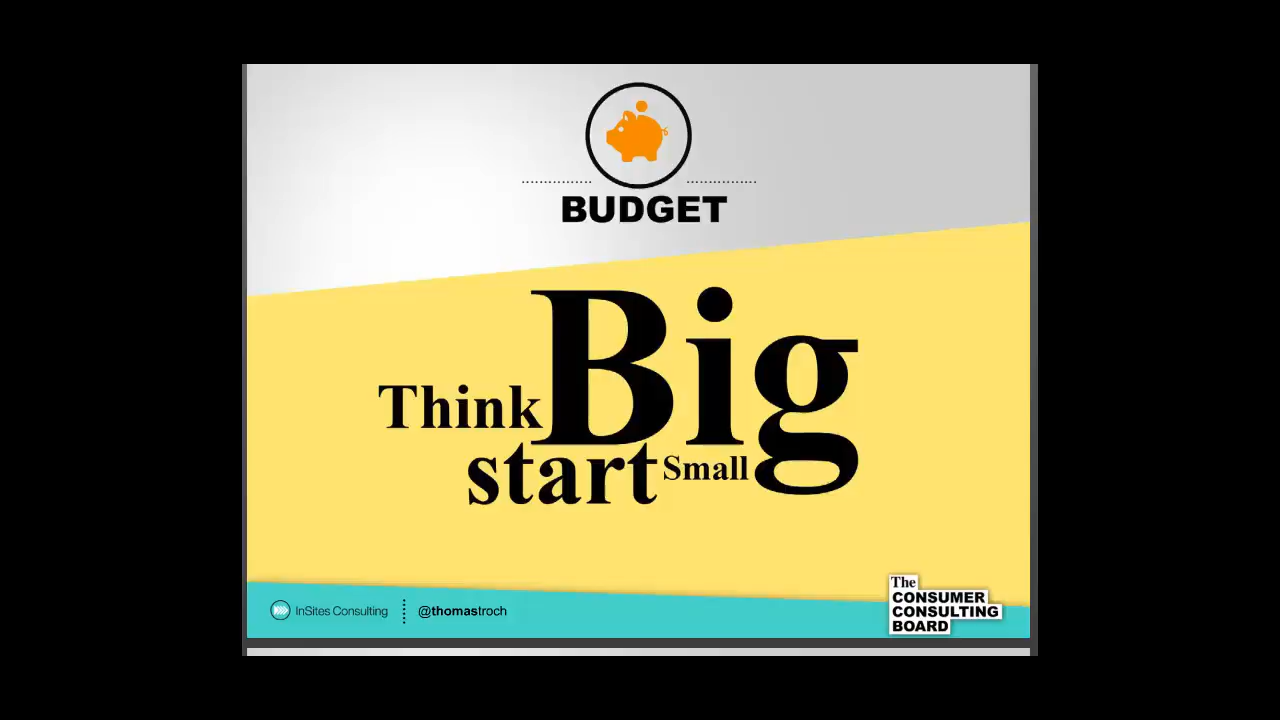 BUDGET
Think Big
start Small
InSites Consulting
@thomastroch
The
CONSUMER
CONSULTING
BOARD